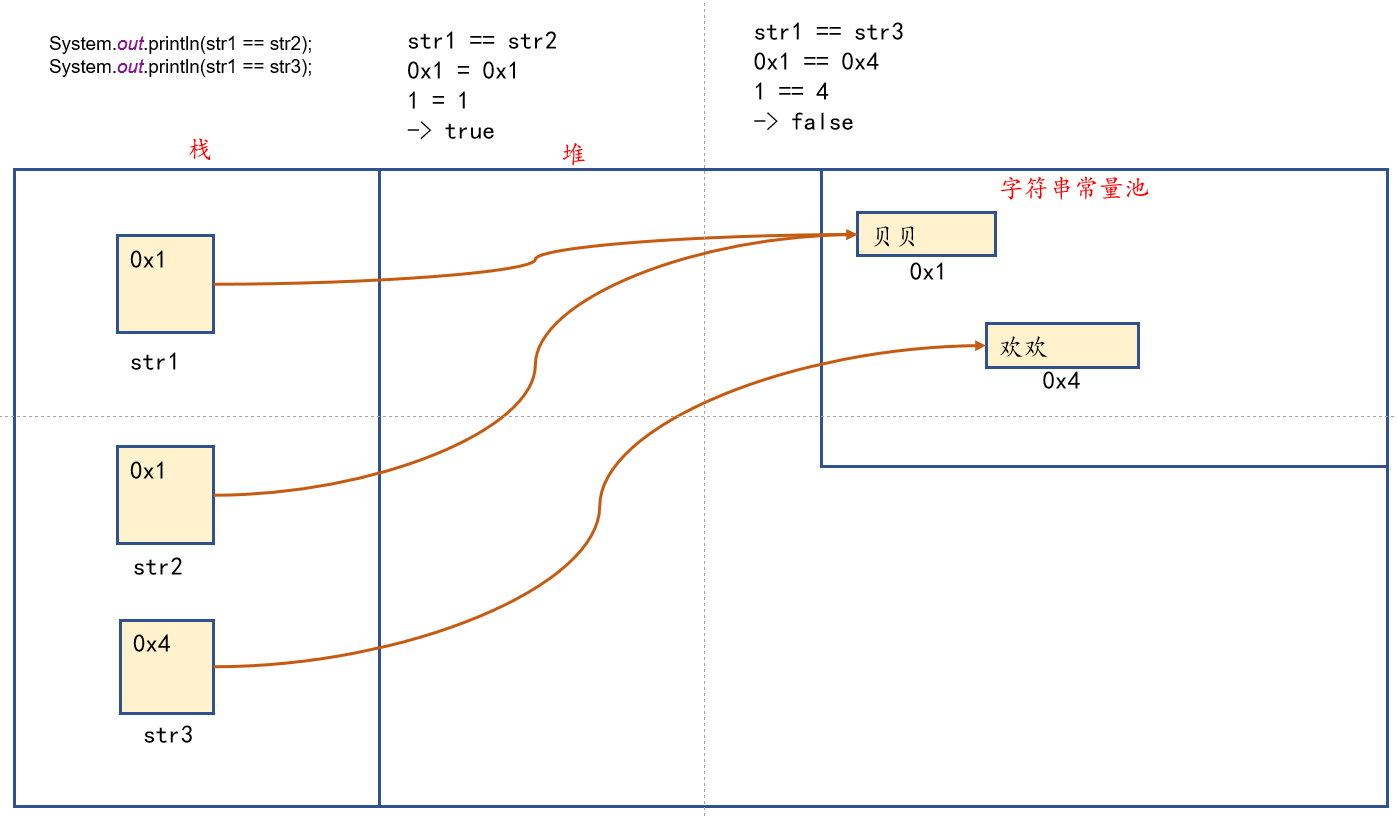 System.out.println(str1 == str2);
System.out.println(str1 == str3);
str1 == str2
0x1 = 0x1
1 = 1
-> true
str1 == str3
0x1 == 0x4
1 == 4
-> false
栈
堆
字符串常量池
0x1
str1
贝贝
0x1
欢欢
0x4
0x1
str2
0x4
str3